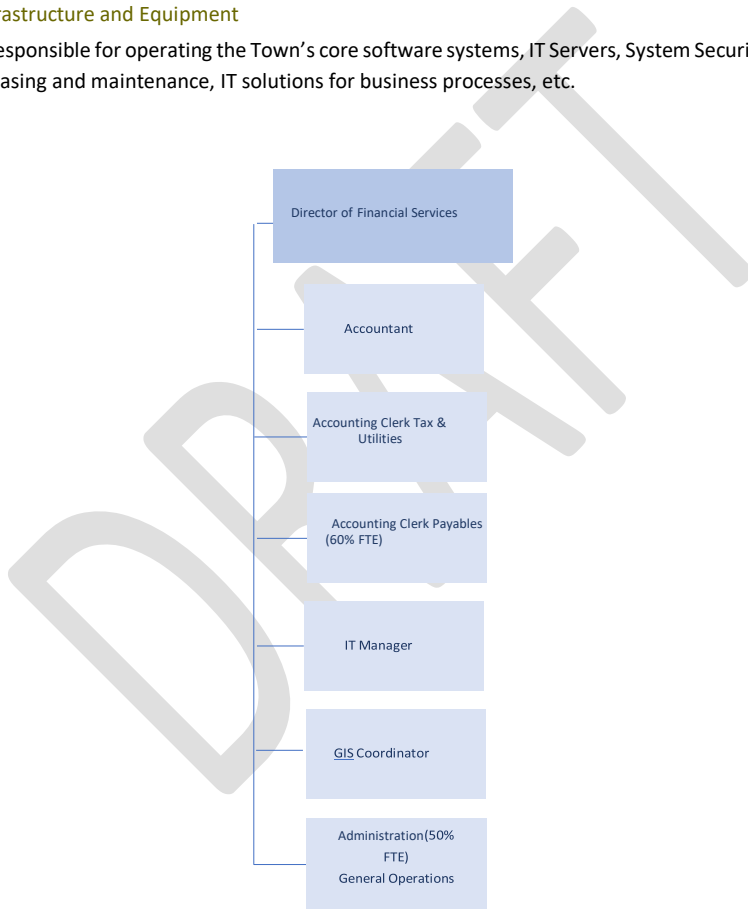 rastructure and Equipment
esponsible for operating the Town’s core software systems, IT Servers, System Securi
asing and maintenance, IT solutions for business processes, etc.
DRAFT
Director of Financial Services
Accountant
Accounting Clerk Tax &
Utilities
Accounting Clerk Payables
(60% FTE)
IT Manager
GIS Coordinator
Administration(50%
FTE)
General Operations